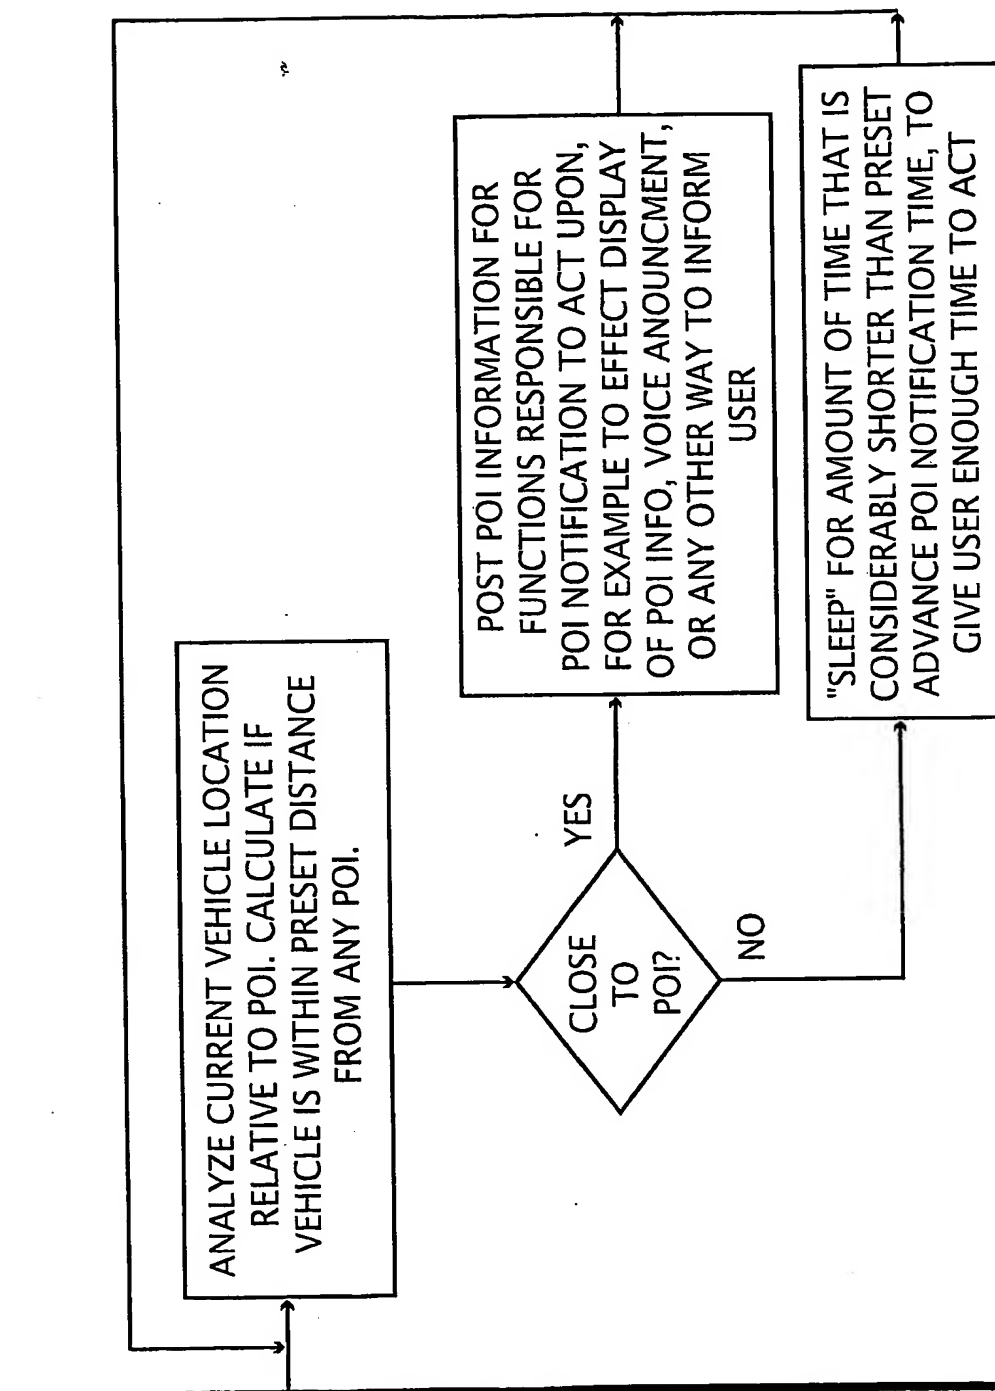 ANALYZE CURRENT VEHICLE LOCATION
RELATIVE TO POI. CALCULATE IF
VEHICLE IS WITHIN PRESET DISTANCE
FROM ANY POI.
CLOSE
TO
POI?
YES
NO
POST POI INFORMATION FOR
FUNCTIONS RESPONSIBLE FOR
POI NOTIFICATION TO ACT UPON,
FOR EXAMPLE TO EFFECT DISPLAY
OF POI INFO, VOICE ANOUNCMENT,
OR ANY OTHER WAY TO INFORM
USER
"SLEEP" FOR AMOUNT OF TIME THAT IS
CONSIDERABLY SHORTER THAN PRESET
ADVANCE POI NOTIFICATION TIME, TO
GIVE USER ENOUGH TIME TO ACT